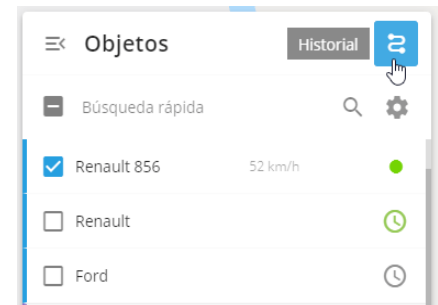 Objetos
Historial
Búsqueda rápida
Renault 856 52 km/h
Renault
Ford